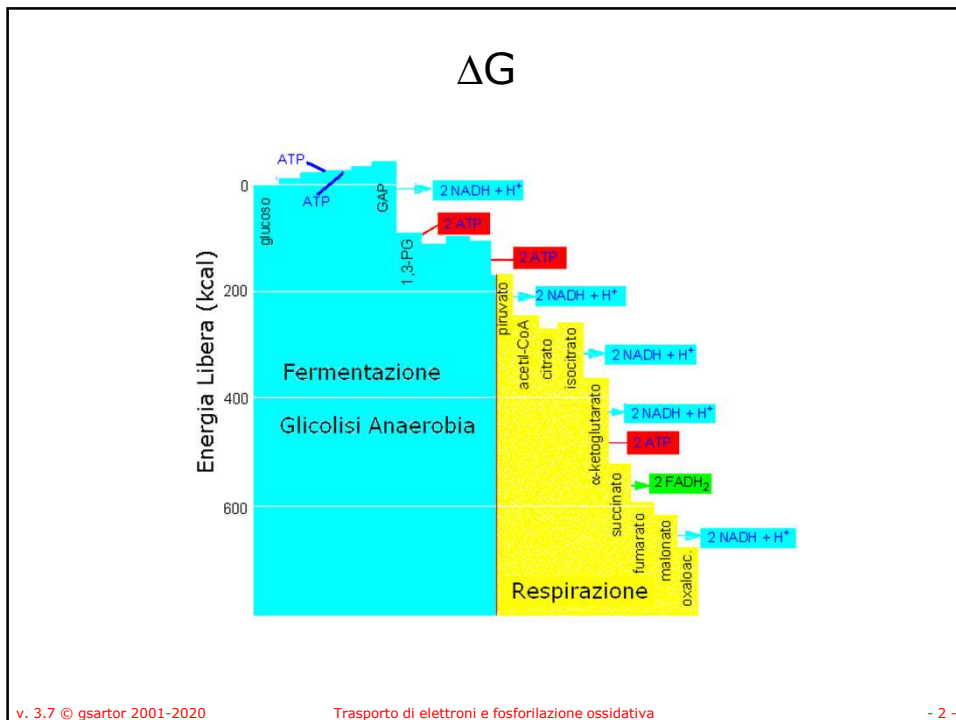 ΔG
ATP
ATP
0
200
400
600
Energia Libera (kcal)
glucoso
GAP
1,3-PG
2 NADH + H⁺
2 ATP
2 ATP
Fermentazione
Glicolisi Anaerobia
piruvato
2 NADH + H⁺
acetil-CoA
citrato
isocitrato
2 NADH + H⁺
α-ketoglutarato
2 NADH + H⁺
2 ATP
succinato
2 FADH₂
fumarato
malonato
2 NADH + H⁺
oxaloac.
Respirazione
v. 3.7 © gsartor 2001-2020
Trasporto di elettroni e fosforilazione ossidativa
- 2 -